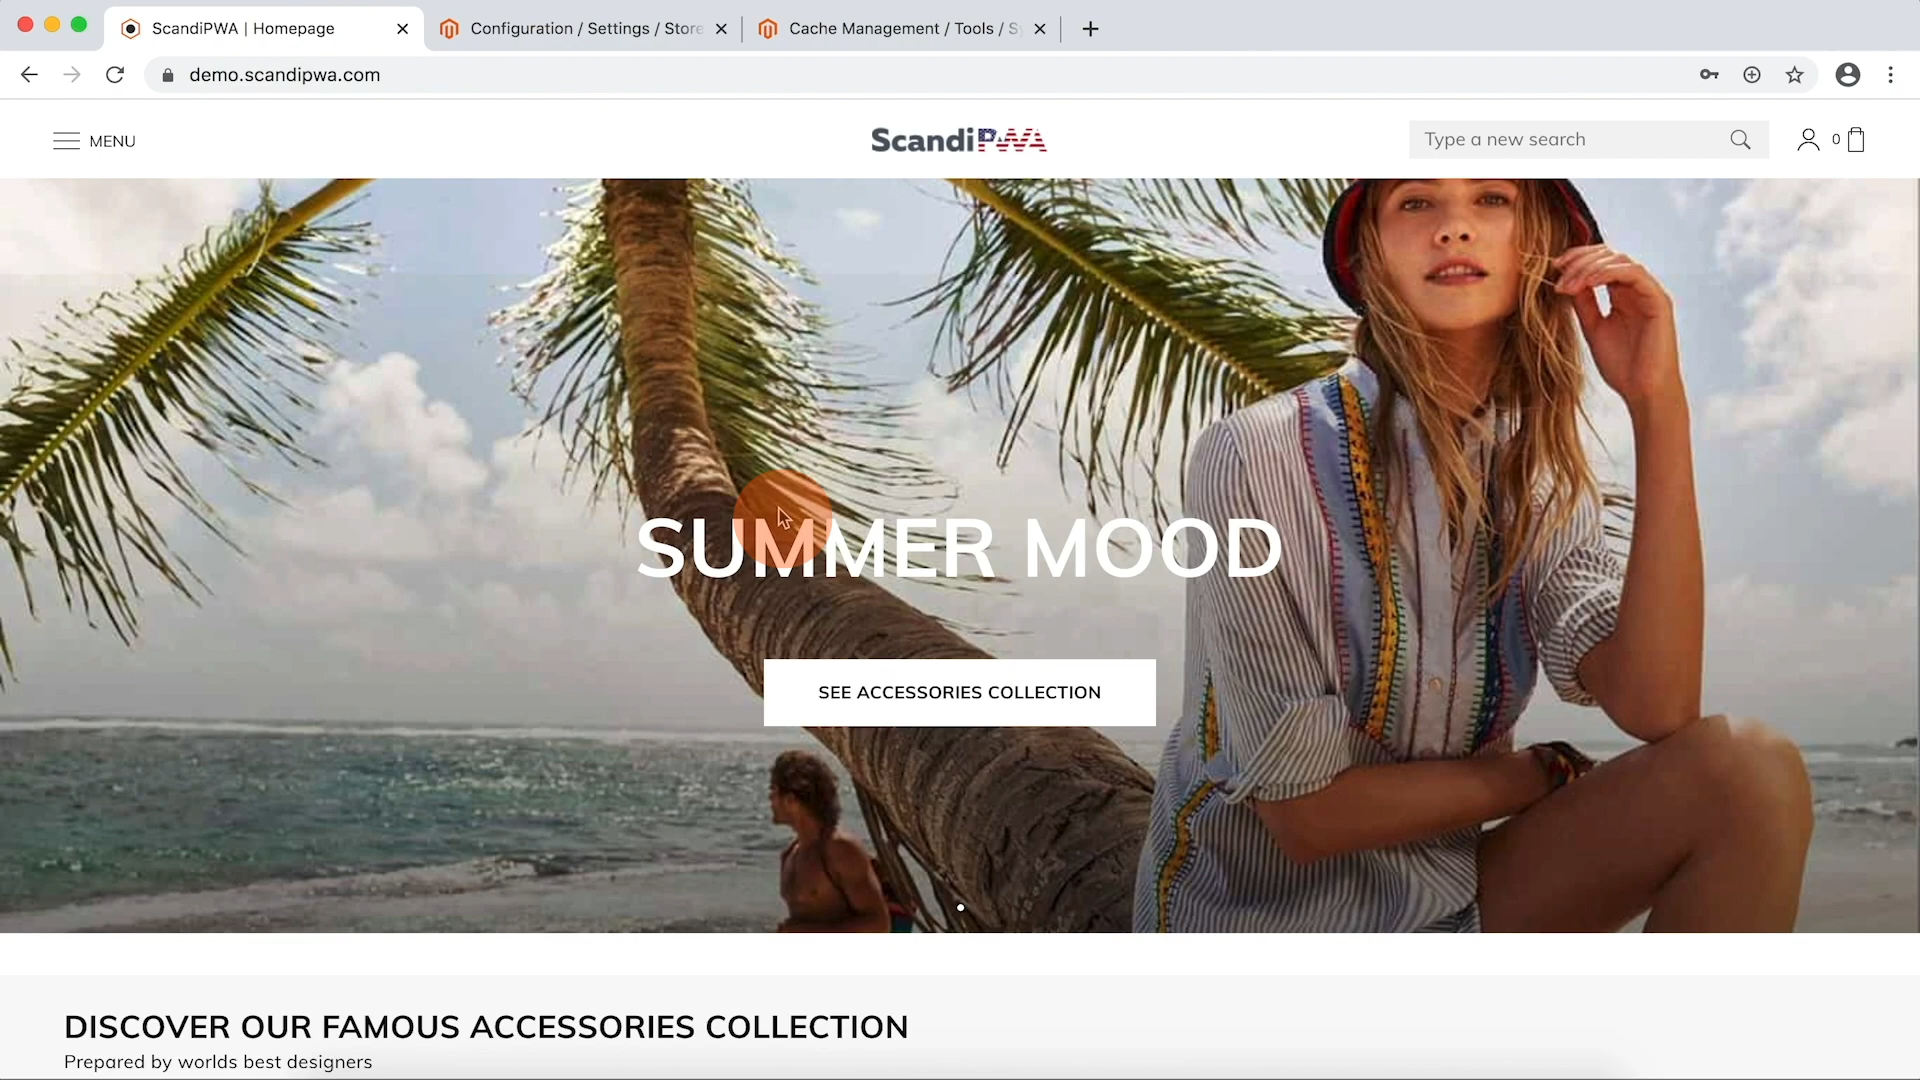 ScandiPWA | Homepage
Configuration / Settings / Store
Cache Management / Tools / Sy
demo.scandipwa.com
MENU
ScandiPWA
Type a new search
0
SUMMER MOOD
SEE ACCESSORIES COLLECTION
DISCOVER OUR FAMOUS ACCESSORIES COLLECTION
Prepared by worlds best designers